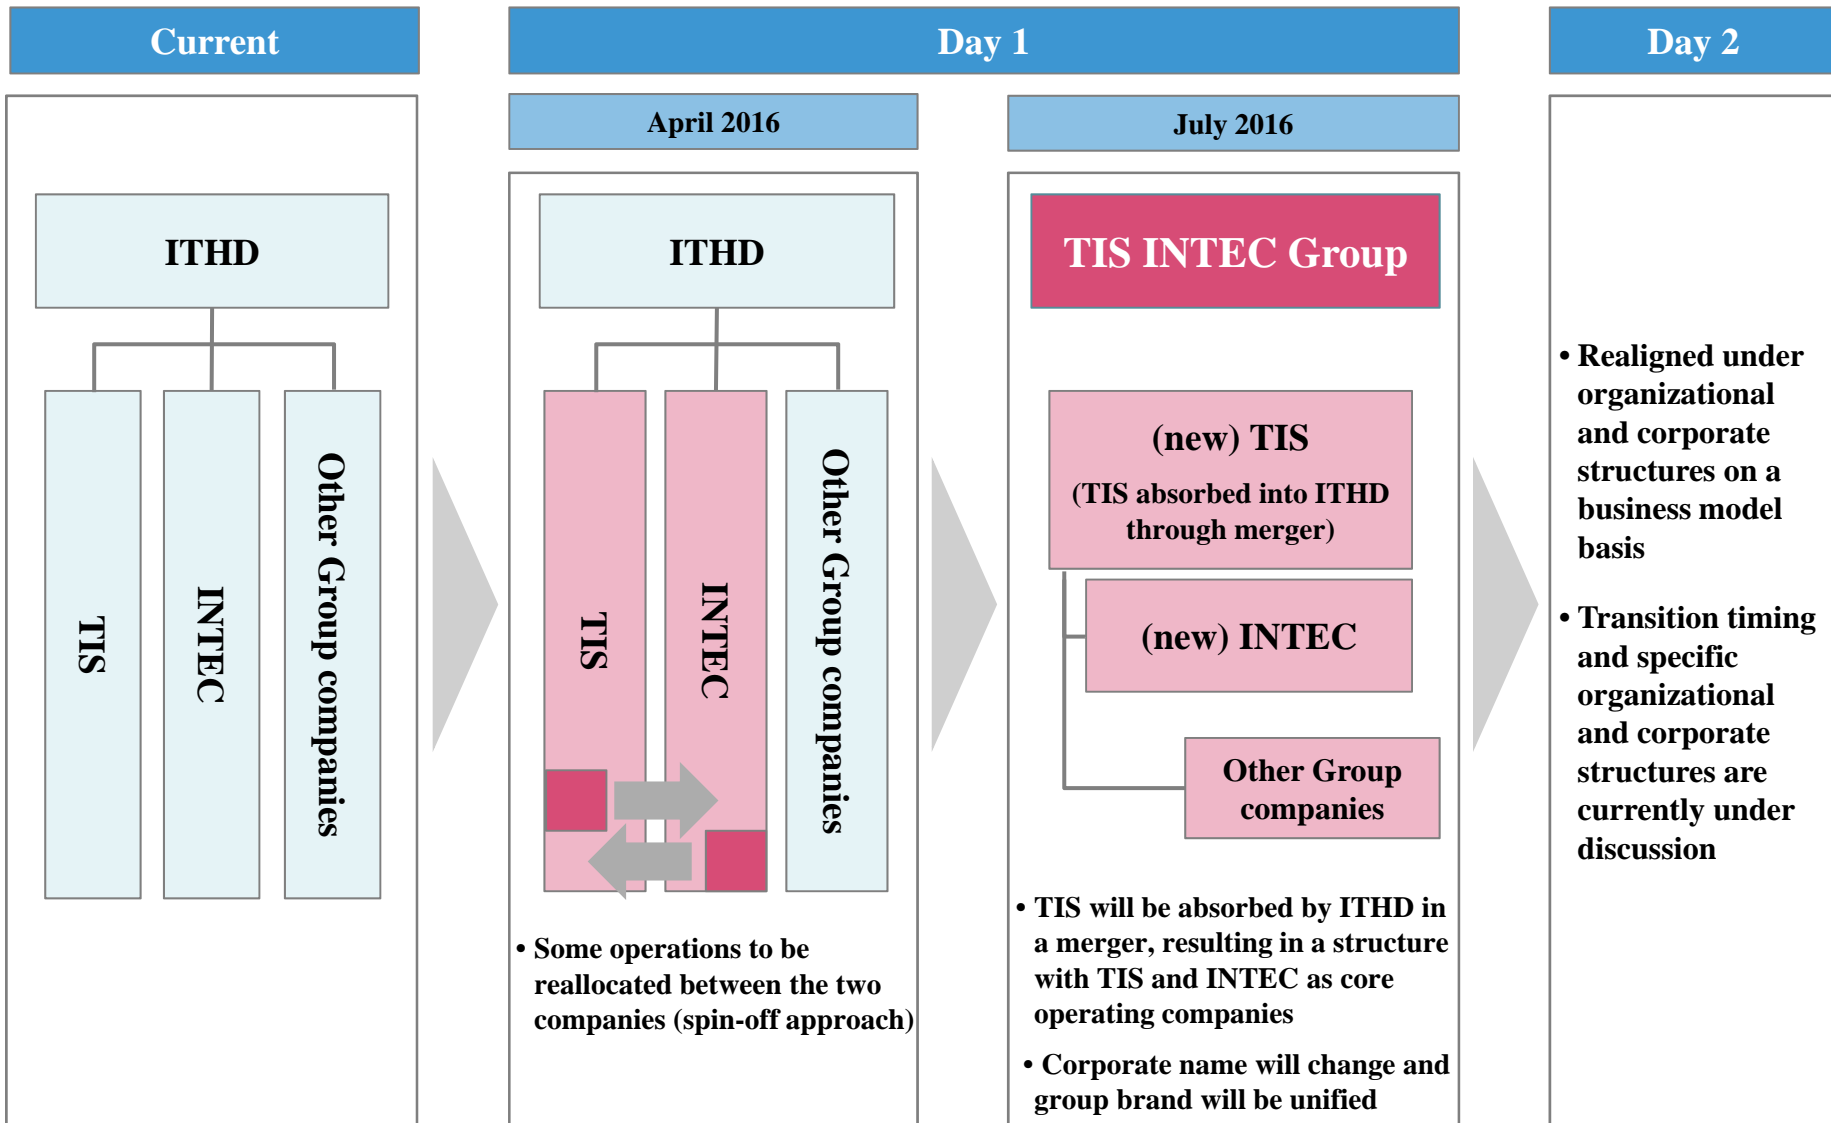 Current
Day 1
Day 2
April 2016
July 2016
ITHD
TIS
INTEC
Other Group companies
ITHD
TIS
INTEC
Other Group companies
• Some operations to be
reallocated between the two
companies (spin-off approach)
TIS INTEC Group
(new) TIS
(TIS absorbed into ITHD
through merger)
(new) INTEC
Other Group
companies
• TIS will be absorbed by ITHD in
a merger, resulting in a structure
with TIS and INTEC as core
operating companies
• Corporate name will change and
group brand will be unified
• Realigned under
organizational
and corporate
structures on a
business model
basis
• Transition timing
and specific
organizational
and corporate
structures are
currently under
discussion